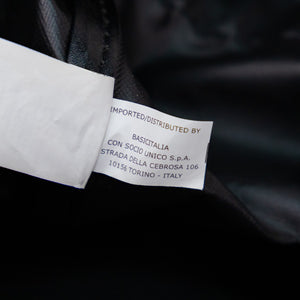 IMPORTED/DISTRIBUTED BY
BASICITALIA
CON SOCIO UNICO S.p.A.
STRADA DELLA CEBROSA 106
10156 TORINO - ITALY